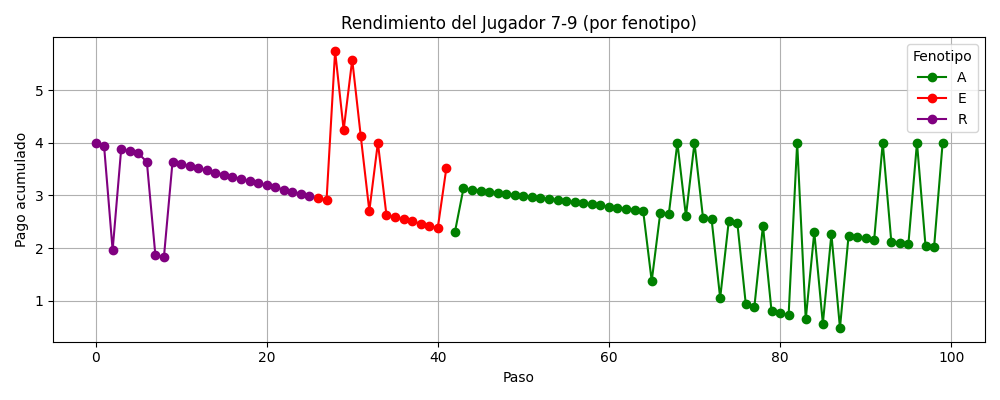 Rendimiento del Jugador 7-9 (por fenotipo)
Pago acumulado
5
4
3
2
1
Fenotipo
A
E
R
0
20
40
60
80
100
Paso